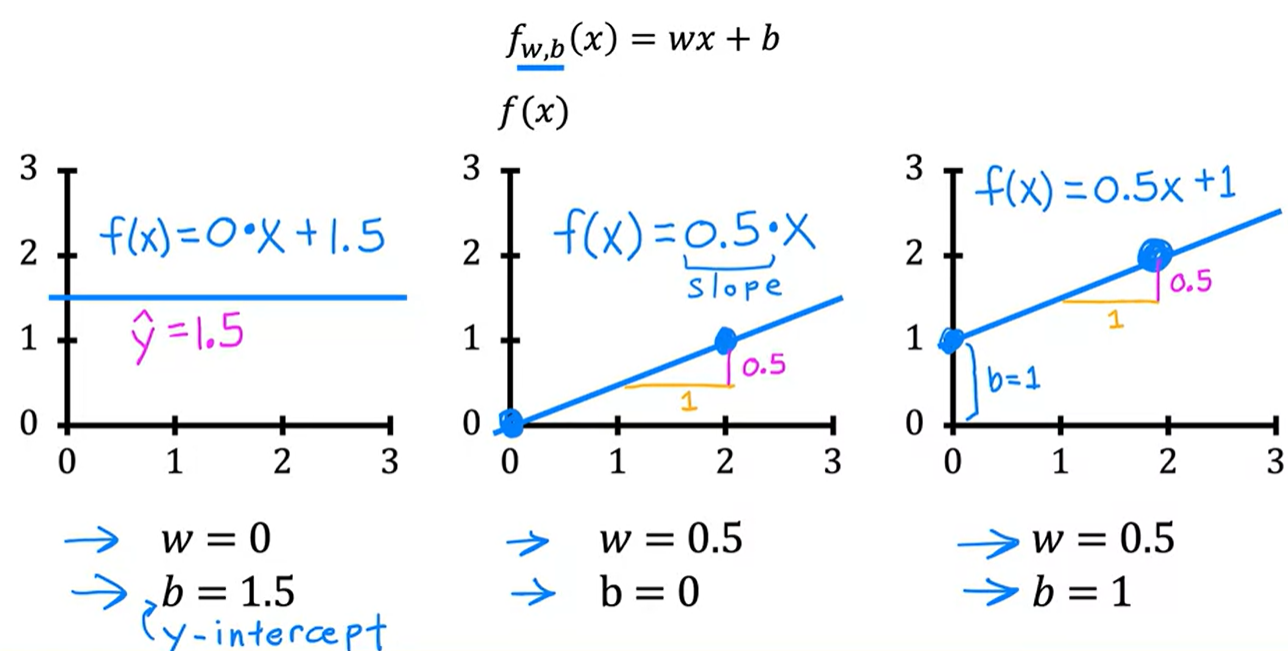 f_{w,b}(x) = wx + b
f(x)
3
2
1
0
0 1 2 3
f(x)=0•x+1.5
ŷ=1.5
→ w = 0
→ b = 1.5
y-intercept
3
2
1
0
0 1 2 3
f(x)=0.5•x
slope
0.5
1
→ w = 0.5
→ b = 0
3
2
1
0
0 1 2 3
f(x)=0.5x+1
0.5
1
b=1
→ w = 0.5
→ b = 1